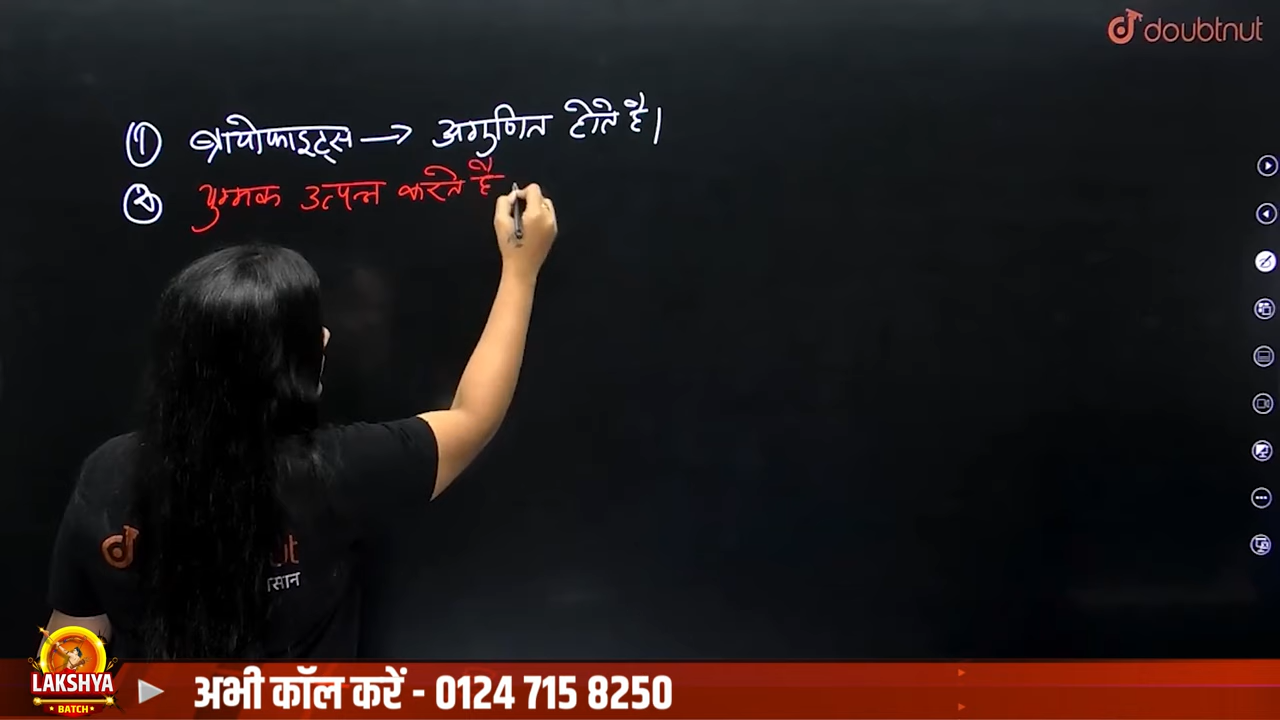 doubtnut
① ब्रायोफाइट्स → अगुणित होते है।
② युग्मक उत्पन्न करते है
सान
LAKSHYA
BATCH
अभी कॉल करें - 0124 715 8250